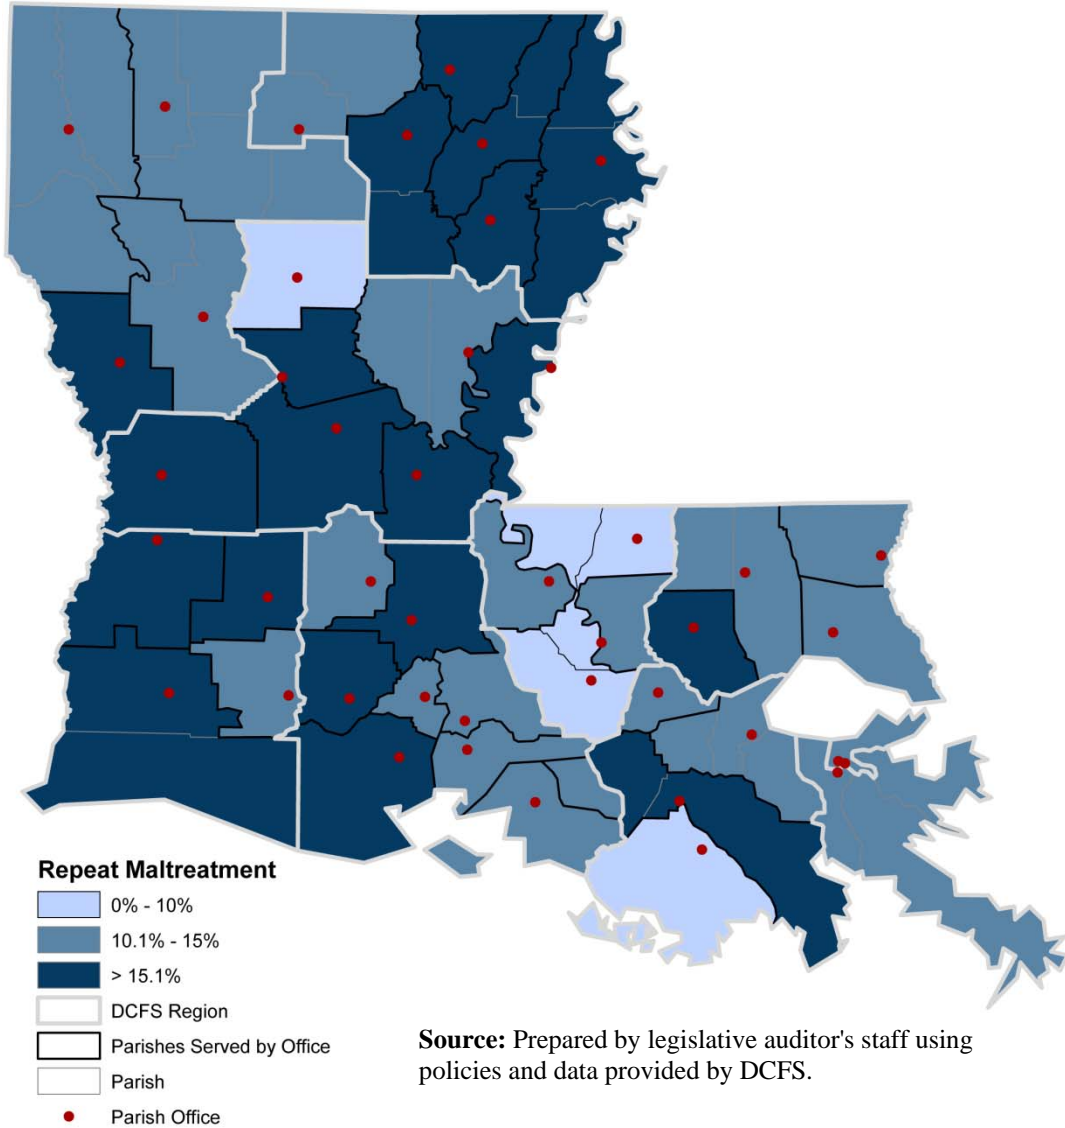 Repeat Maltreatment
0% - 10%
10.1% - 15%
> 15.1%
DCFS Region
Parishes Served by Office
Parish
Parish Office
Source: Prepared by legislative auditor's staff using
policies and data provided by DCFS.